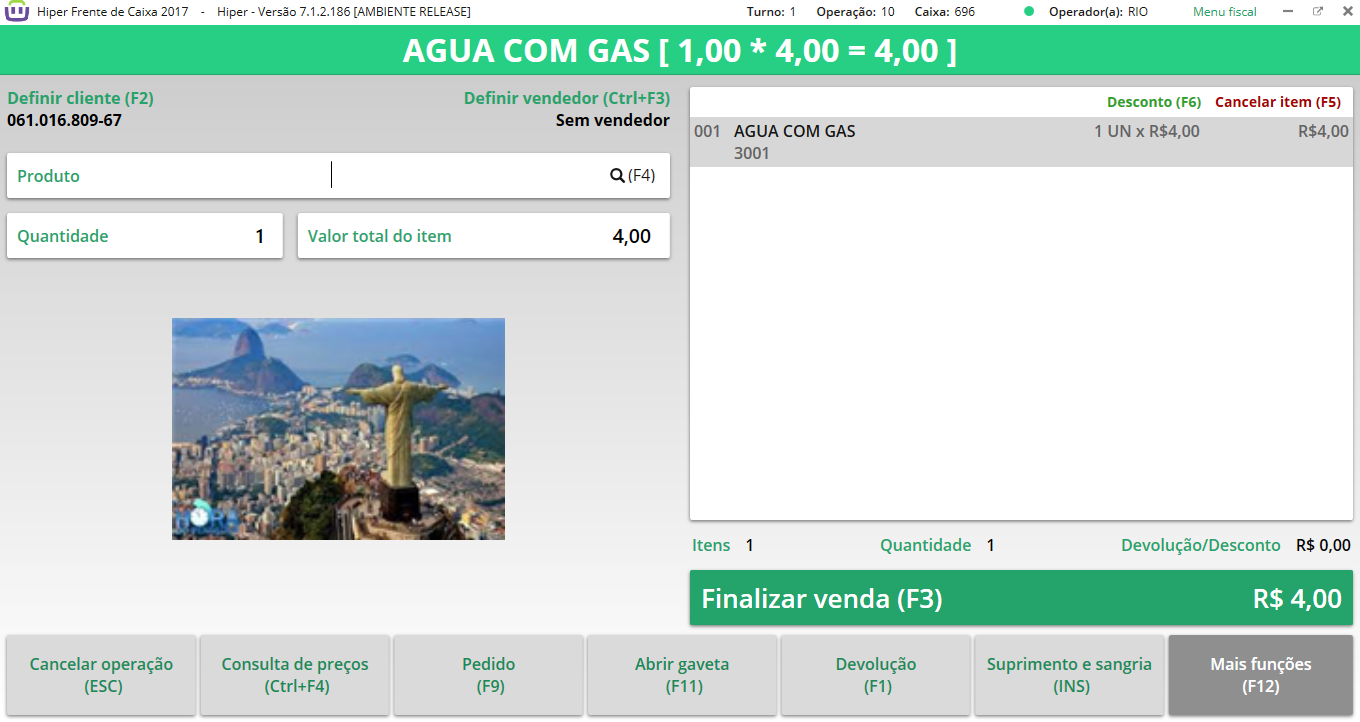 Hiper Frente de Caixa 2017 - Hiper - Versão 7.1.2.186 [AMBIENTE RELEASE] Turno: 1 Operação: 10 Caixa: 696 Operador(a): RIO Menu fiscal
AGUA COM GAS [ 1,00 * 4,00 = 4,00 ]
Definir cliente (F2) Definir vendedor (Ctrl+F3)
061.016.809-67 Sem vendedor
Produto (F4)
Quantidade 1 Valor total do item 4,00
HORA
Desconto (F6) Cancelar item (F5)
001 AGUA COM GAS 1 UN x R$4,00 R$4,00
3001
Itens 1 Quantidade 1 Devolução/Desconto R$ 0,00
Finalizar venda (F3) R$ 4,00
Cancelar operação
(ESC)
Consulta de preços
(Ctrl+F4)
Pedido
(F9)
Abrir gaveta
(F11)
Devolução
(F1)
Suprimento e sangria
(INS)
Mais funções
(F12)